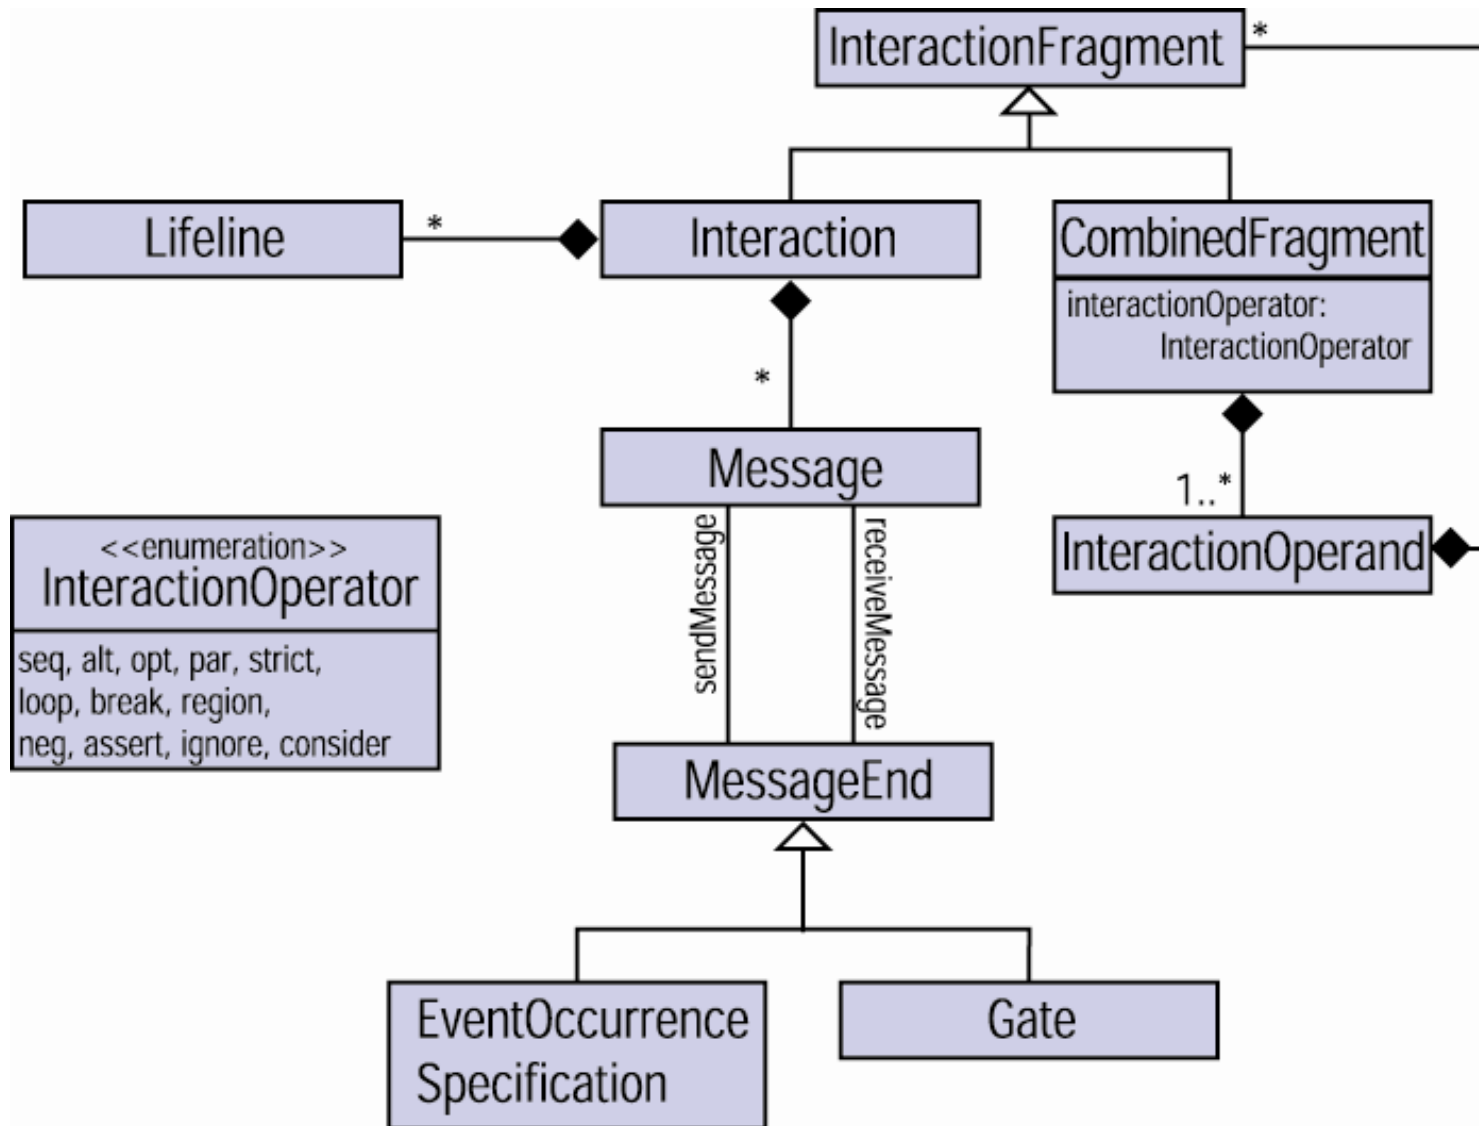 InteractionFragment
*
Lifeline
*
Interaction
CombinedFragment
interactionOperator:
InteractionOperator
*
Message
1..*
InteractionOperand
<<enumeration>>
InteractionOperator
seq, alt, opt, par, strict,
loop, break, region,
neg, assert, ignore, consider
sendMessage
receiveMessage
MessageEnd
EventOccurrence
Specification
Gate